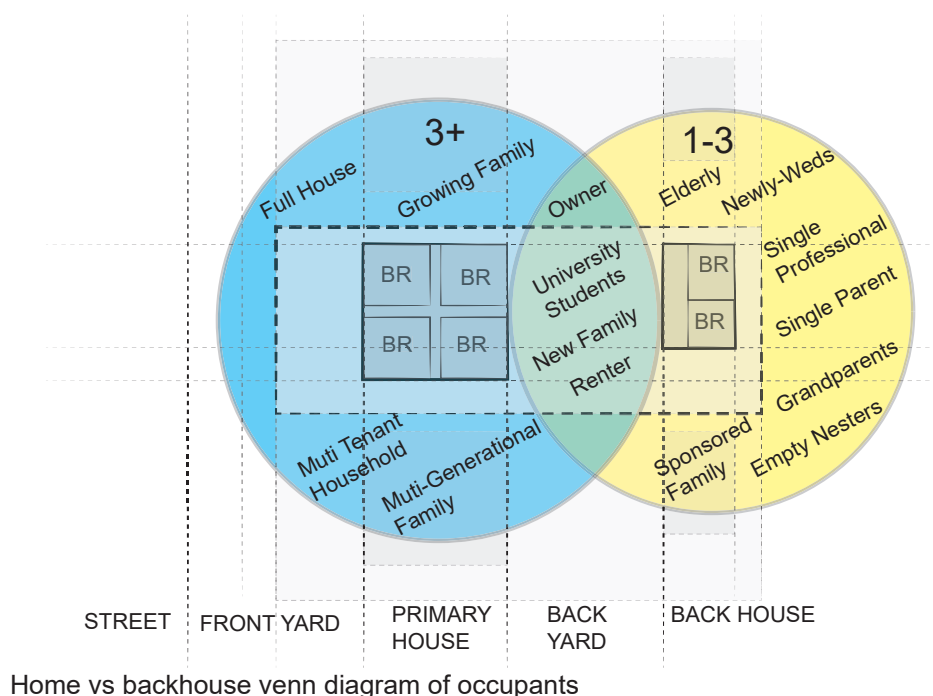 3+
1-3
Full House
Growing Family
Owner
Elderly
Newly-Weds
University
Students
New Family
Renter
Single
Professional
Single Parent
Grandparents
Empty Nesters
Sponsored
Family
BR
BR
BR
BR
BR
BR
Muti Tenant
Household
Muti-Generational
Family
STREET
FRONT YARD
PRIMARY
HOUSE
BACK
YARD
BACK HOUSE
Home vs backhouse venn diagram of occupants